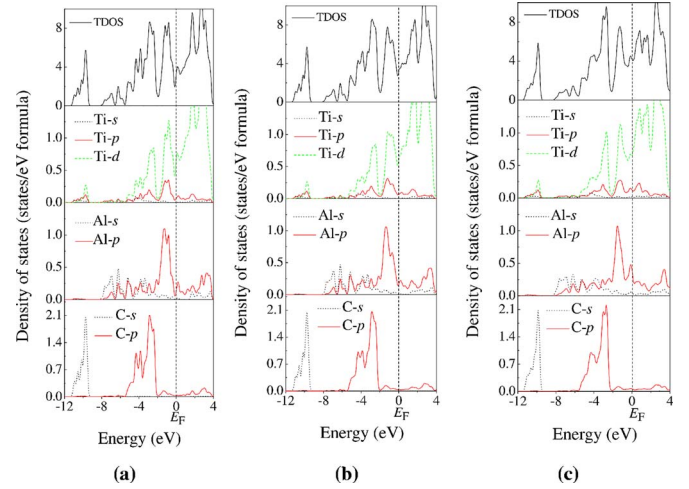 Density of states (states/eV formula)
TDOS
8
4
0
Ti-s
Ti-p
Ti-d
1.0
0.5
0.0
Al-s
Al-p
1.0
0.5
0.0
C-s
C-p
2.1
1.4
0.7
0.0
-12 -8 -4 0 4
E_F
Energy (eV)
(a)
Density of states (states/eV formula)
TDOS
8
4
0
Ti-s
Ti-p
Ti-d
1.0
0.5
0.0
Al-s
Al-p
1.0
0.5
0.0
C-s
C-p
2.1
1.4
0.7
0.0
-12 -8 -4 0 4
E_F
Energy (eV)
(b)
Density of states (states/eV formula)
TDOS
8
4
0
Ti-s
Ti-p
Ti-d
1.0
0.5
0.0
Al-s
Al-p
1.0
0.5
0.0
C-s
C-p
2.1
1.4
0.7
0.0
-12 -8 -4 0 4
E_F
Energy (eV)
(c)